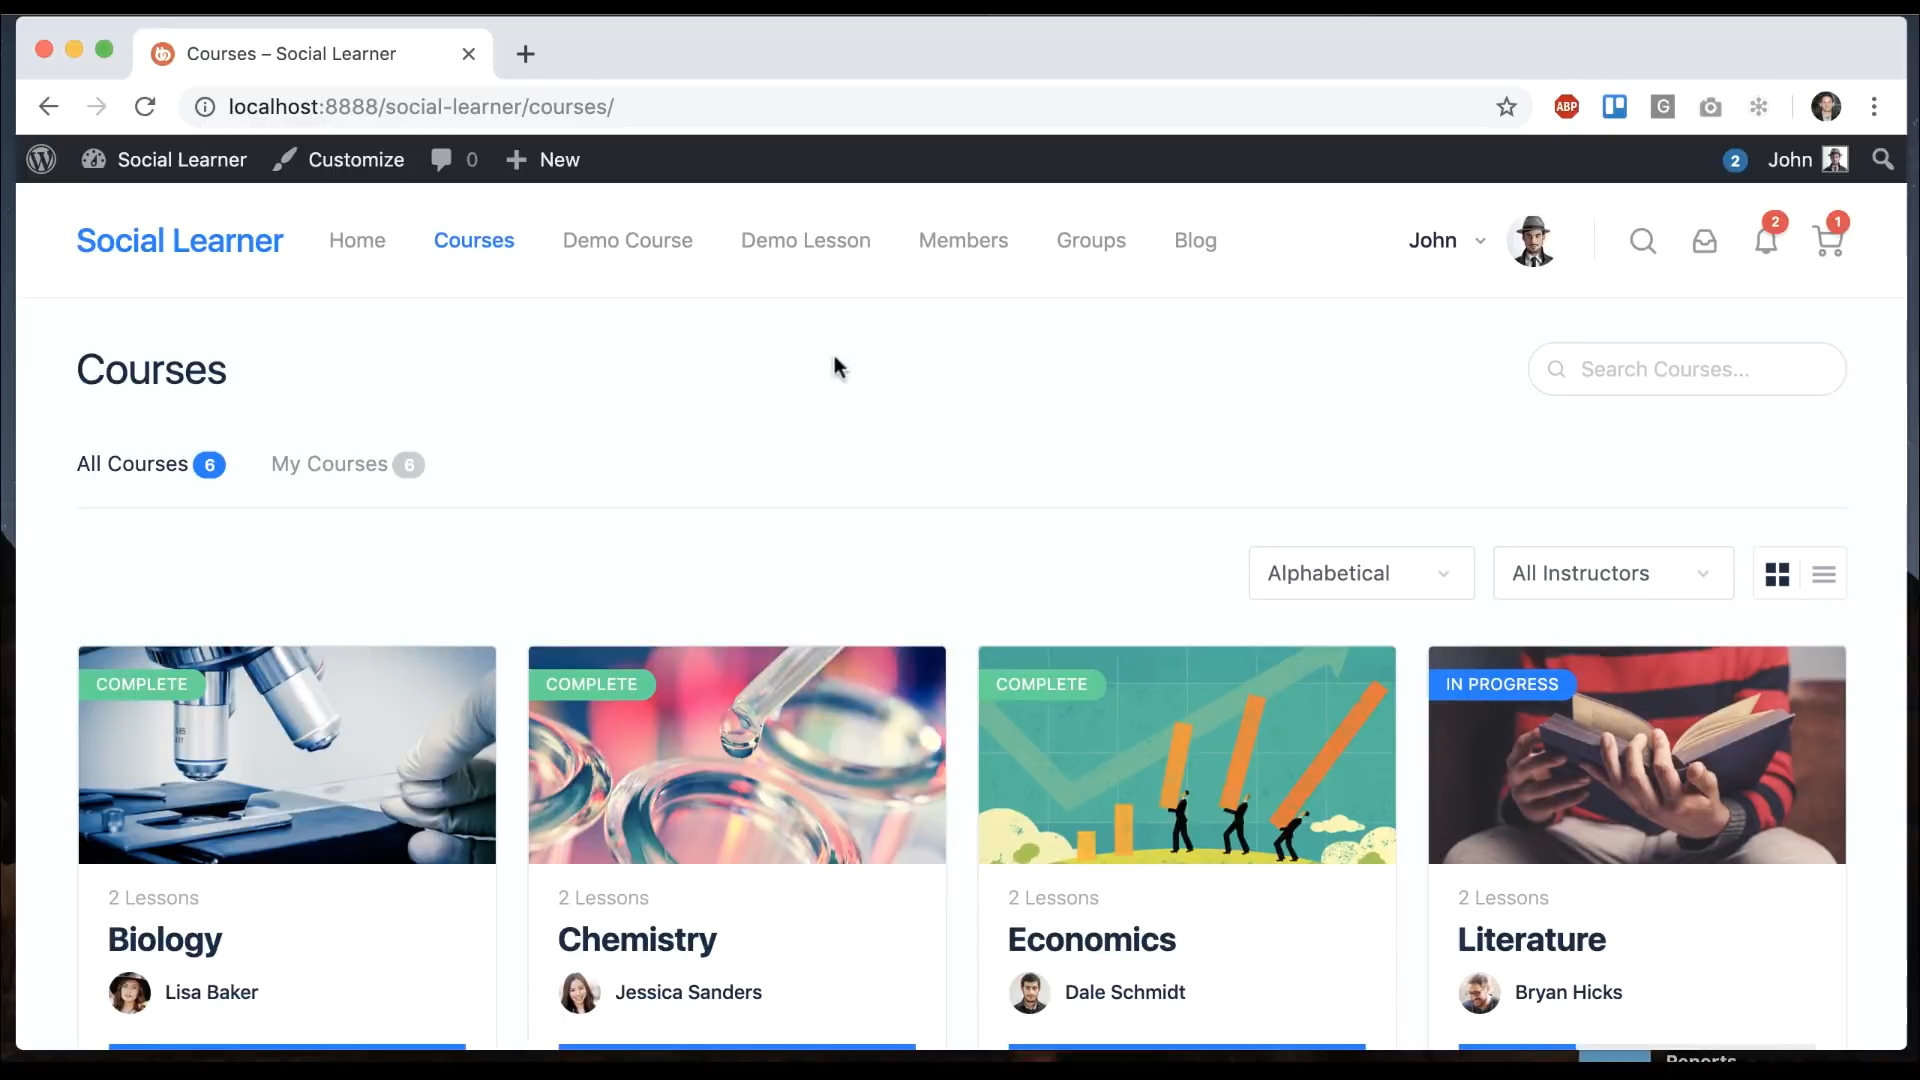 Courses – Social Learner
localhost:8888/social-learner/courses/
ABP
G
Social Learner
Customize
0
New
2
John
Social Learner
Home
Courses
Demo Course
Demo Lesson
Members
Groups
Blog
John
2
1
Courses
Search Courses...
All Courses 6
My Courses 6
Alphabetical
All Instructors
COMPLETE
COMPLETE
COMPLETE
IN PROGRESS
2 Lessons
Biology
Lisa Baker
2 Lessons
Chemistry
Jessica Sanders
2 Lessons
Economics
Dale Schmidt
2 Lessons
Literature
Bryan Hicks
Reports